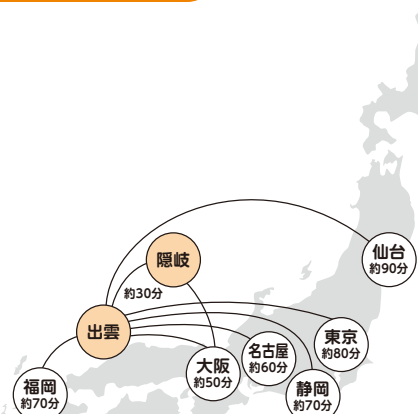 仙台
約90分
隠岐
約30分
出雲
東京
約80分
名古屋
約60分
大阪
約50分
静岡
約70分
福岡
約70分